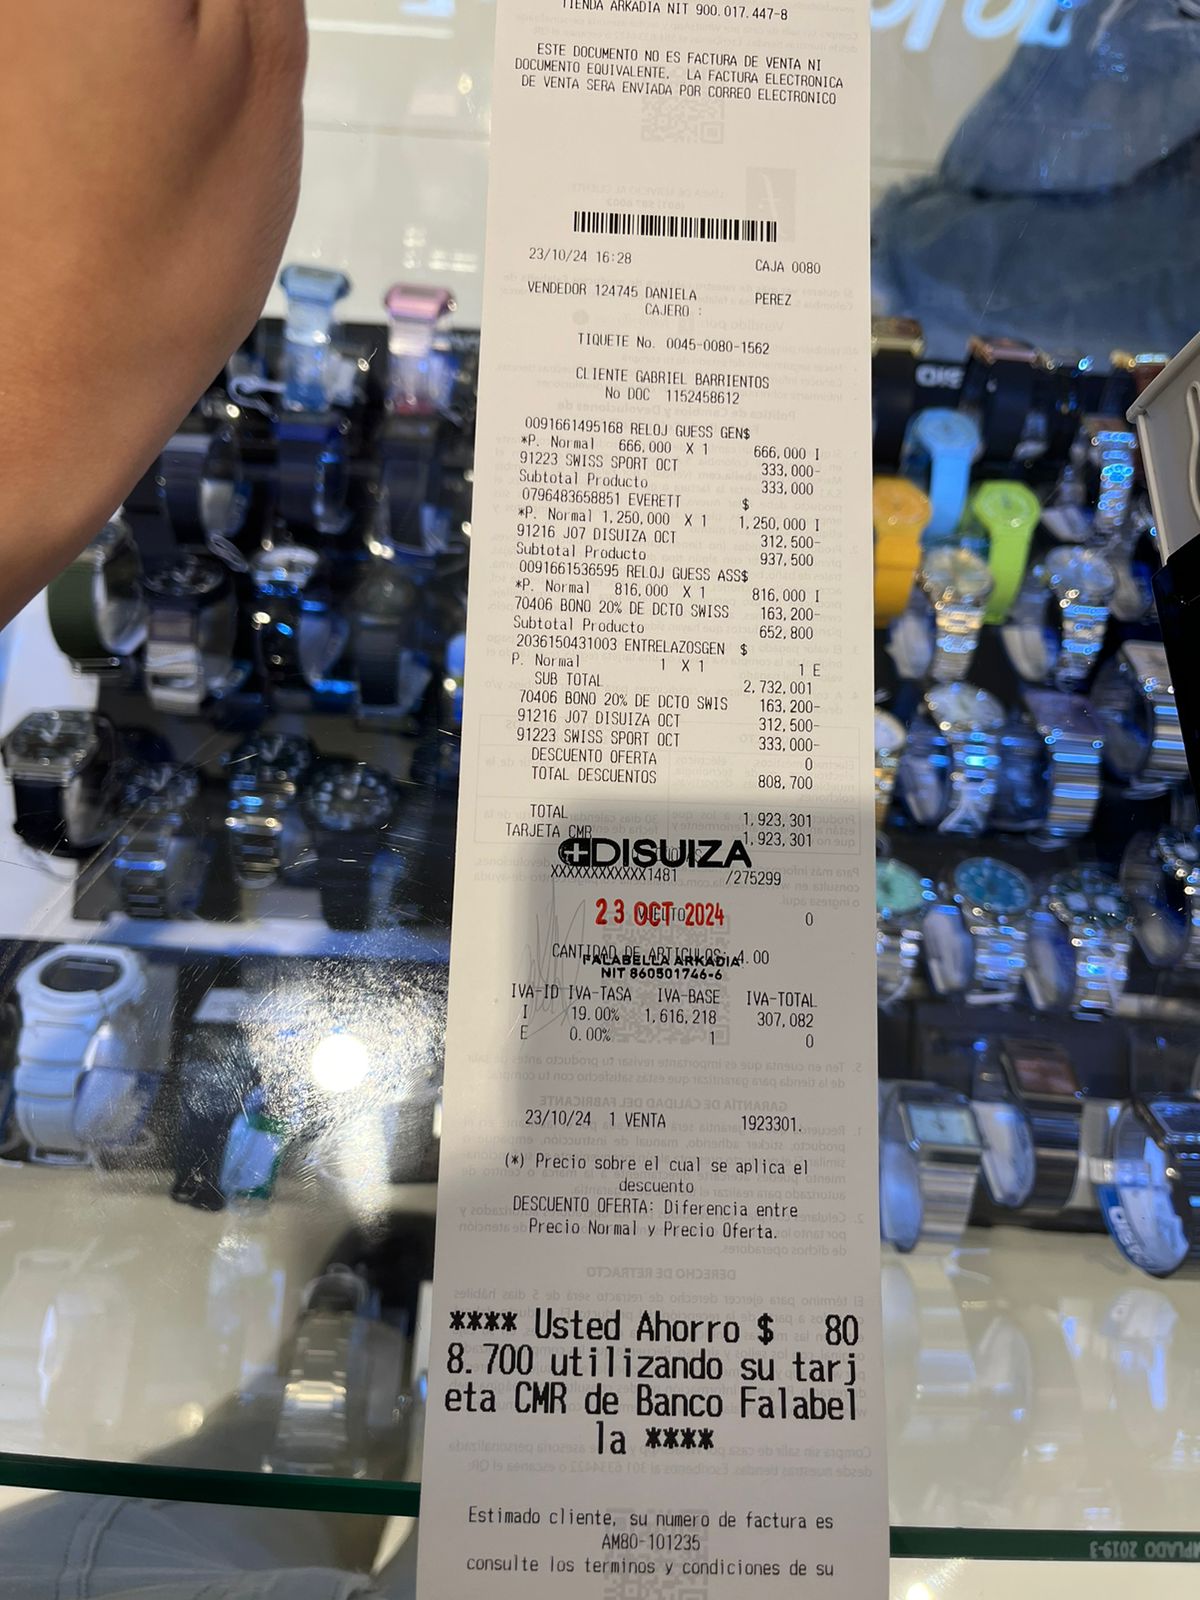 TIENDA ARKADIA NIT 900.017.447-8
ESTE DOCUMENTO NO ES FACTURA DE VENTA NI
DOCUMENTO EQUIVALENTE. LA FACTURA ELECTRONICA
DE VENTA SERA ENVIADA POR CORREO ELECTRONICO
23/10/24 16:28 CAJA 0080
VENDEDOR 124745 DANIELA PEREZ
CAJERO :
TIQUETE No. 0045-0080-1562
CLIENTE GABRIEL BARRIENTOS
No DOC 1152458612
0091661495168 RELOJ GUESS GEN$
*P. Normal 666,000 X 1 666,000 I
91223 SWISS SPORT OCT 333,000-
Subtotal Producto 333,000
0796483658851 EVERETT $
*P. Normal 1,250,000 X 1 1,250,000 I
91216 J07 DISUIZA OCT 312,500-
Subtotal Producto 937,500
0091661536595 RELOJ GUESS ASS$
*P. Normal 816,000 X 1 816,000 I
70406 BONO 20% DE DCTO SWISS 163,200-
Subtotal Producto 652,800
2036150431003 ENTRELAZOSGEN $
P. Normal 1 X 1 1 E
SUB TOTAL 2,732,001
70406 BONO 20% DE DCTO SWIS 163,200-
91216 J07 DISUIZA OCT 312,500-
91223 SWISS SPORT OCT 333,000-
DESCUENTO OFERTA 0
TOTAL DESCUENTOS 808,700
TOTAL 1,923,301
TARJETA CMR 1,923,301
DISUIZA
XXXXXXXXXXXX1481 /275299
23 OCT 2024
VUELTO 0
CANTIDAD DE ARTICULOS: 4.00
FALABELLA ARKADIA
NIT 860501746-6
IVA-ID IVA-TASA IVA-BASE IVA-TOTAL
I 19.00% 1,616,218 307,082
E 0.00% 1 0
23/10/24 1 VENTA 1923301.
(*) Precio sobre el cual se aplica el
descuento
DESCUENTO OFERTA: Diferencia entre
Precio Normal y Precio Oferta.
**** Usted Ahorro $ 80
8.700 utilizando su tarj
eta CMR de Banco Falabel
la ****
Estimado cliente, su numero de factura es
AM80-101235
consulte los terminos y condiciones de su